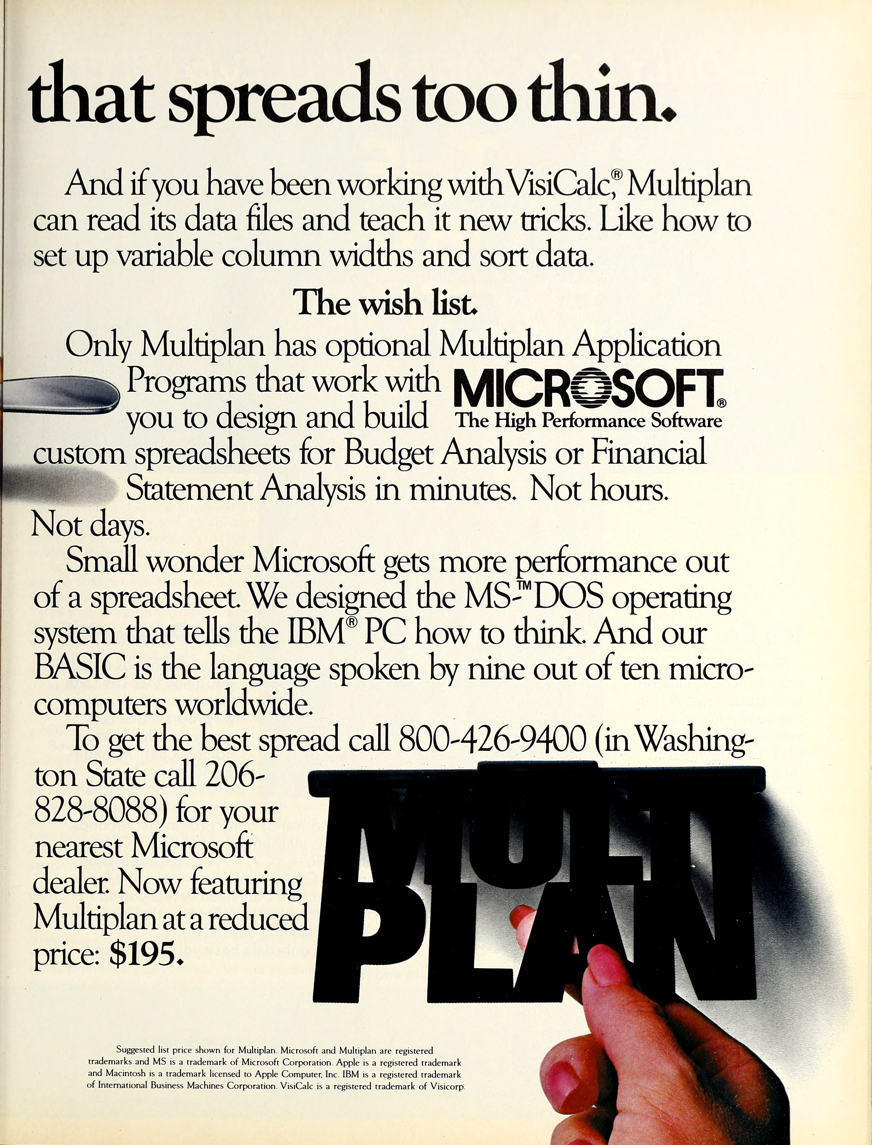 that spreads too thin.
And if you have been working with VisiCalc,® Multiplan
can read its data files and teach it new tricks. Like how to
set up variable column widths and sort data.
The wish list.
Only Multiplan has optional Multiplan Application
Programs that work with
you to design and build
MICROSOFT®
The High Performance Software
custom spreadsheets for Budget Analysis or Financial
Statement Analysis in minutes. Not hours.
Not days.
Small wonder Microsoft gets more performance out
of a spreadsheet. We designed the MS-™DOS operating
system that tells the IBM® PC how to think. And our
BASIC is the language spoken by nine out of ten micro-
computers worldwide.
To get the best spread call 800-426-9400 (in Washing-
ton State call 206-
828-8088) for your
nearest Microsoft
dealer. Now featuring
Multiplan at a reduced
price: $195.
MULTI
PLAN
Suggested list price shown for Multiplan. Microsoft and Multiplan are registered
trademarks and MS is a trademark of Microsoft Corporation. Apple is a registered trademark
and Macintosh is a trademark licensed to Apple Computer, Inc. IBM is a registered trademark
of International Business Machines Corporation. VisiCalc is a registered trademark of Visicorp.